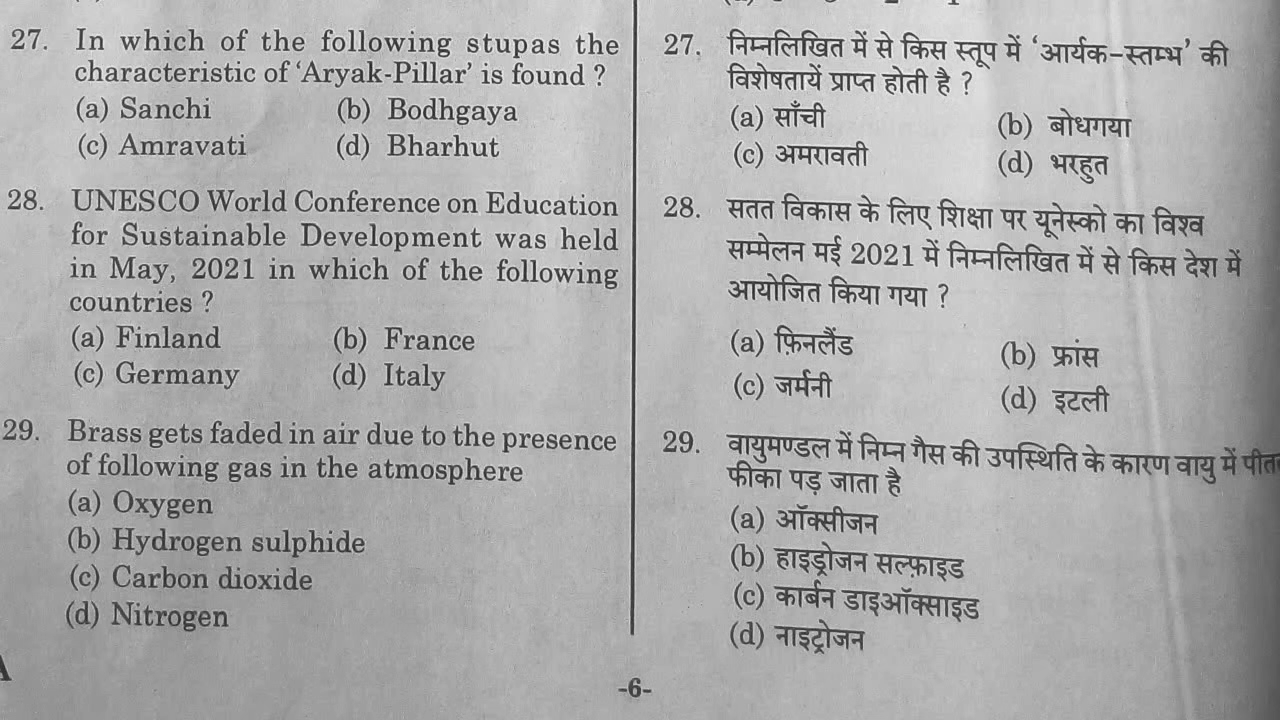 27. In which of the following stupas the
characteristic of ‘Aryak-Pillar’ is found ?
(a) Sanchi (b) Bodhgaya
(c) Amravati (d) Bharhut
28. UNESCO World Conference on Education
for Sustainable Development was held
in May, 2021 in which of the following
countries ?
(a) Finland (b) France
(c) Germany (d) Italy
29. Brass gets faded in air due to the presence
of following gas in the atmosphere
(a) Oxygen
(b) Hydrogen sulphide
(c) Carbon dioxide
(d) Nitrogen
27. निम्नलिखित में से किस स्तूप में ‘आर्यक-स्तम्भ’ की
विशेषतायें प्राप्त होती है ?
(a) साँची (b) बोधगया
(c) अमरावती (d) भरहुत
28. सतत विकास के लिए शिक्षा पर यूनेस्को का विश्व
सम्मेलन मई 2021 में निम्नलिखित में से किस देश में
आयोजित किया गया ?
(a) फ़िनलैंड (b) फ्रांस
(c) जर्मनी (d) इटली
29. वायुमण्डल में निम्न गैस की उपस्थिति के कारण वायु में
फीका पड़ जाता है
(a) ऑक्सीजन
(b) हाइड्रोजन सल्फ़ाइड
(c) कार्बन डाइऑक्साइड
(d) नाइट्रोजन
-6-